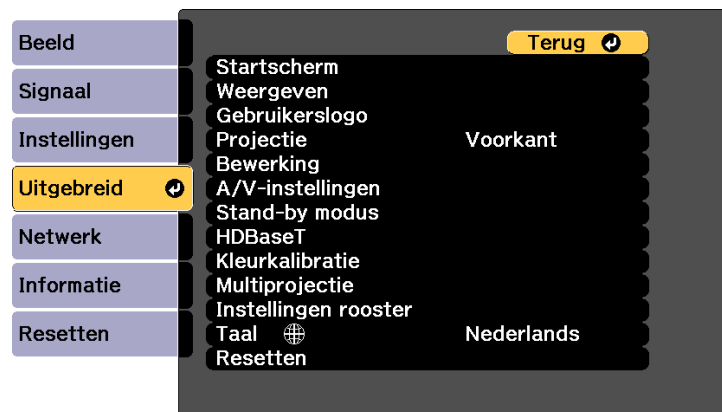 Beeld
Signaal
Instellingen
Uitgebreid
Netwerk
Informatie
Resetten
Terug
Startscherm
Weergeven
Gebruikerslogo
Projectie Voorkant
Bewerking
A/V-instellingen
Stand-by modus
HDBaseT
Kleurkalibratie
Multiprojectie
Instellingen rooster
Taal Nederlands
Resetten